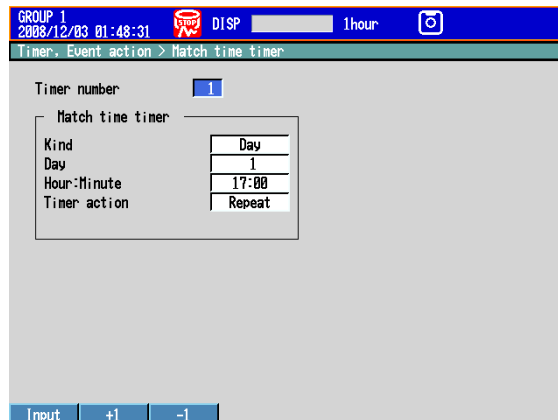 GROUP 1
2008/12/03 01:48:31 STOP DISP 1hour
Timer, Event action > Match time timer
Timer number 1
Match time timer
Kind Day
Day 1
Hour:Minute 17:00
Timer action Repeat
Input +1 -1